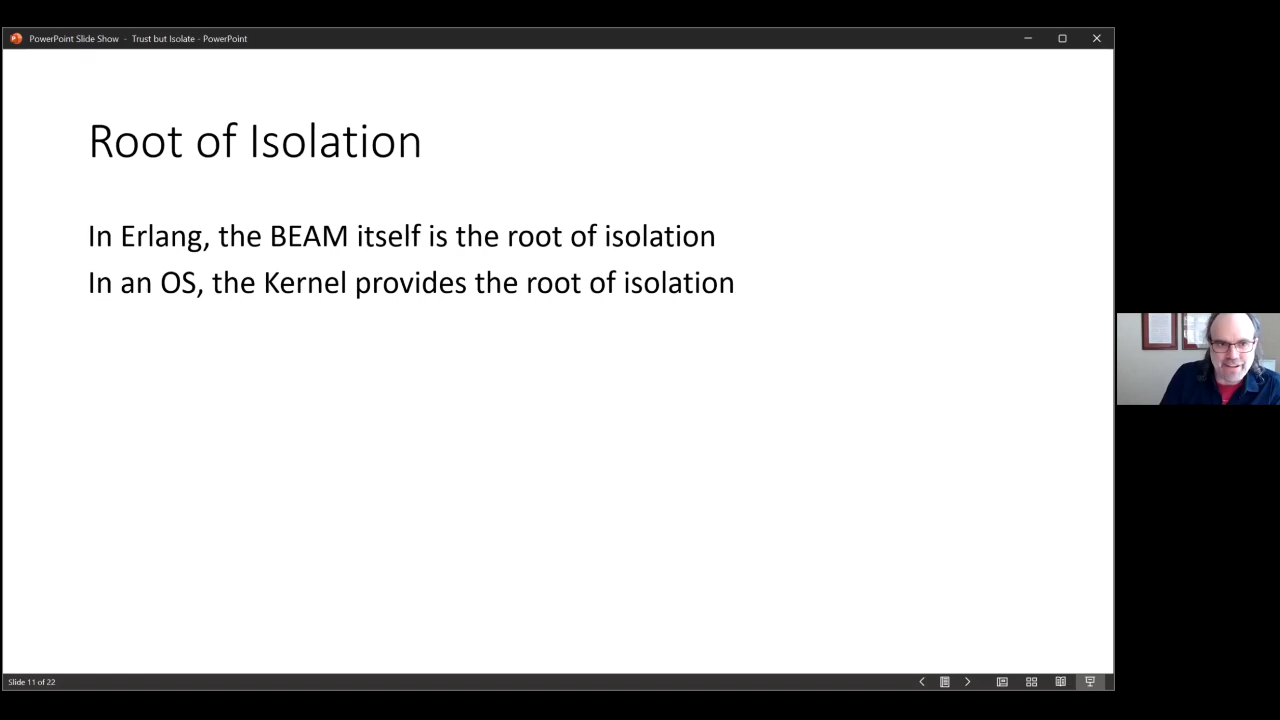 PowerPoint Slide Show - Trust but Isolate - PowerPoint
Root of Isolation
In Erlang, the BEAM itself is the root of isolation
In an OS, the Kernel provides the root of isolation
Slide 11 of 22